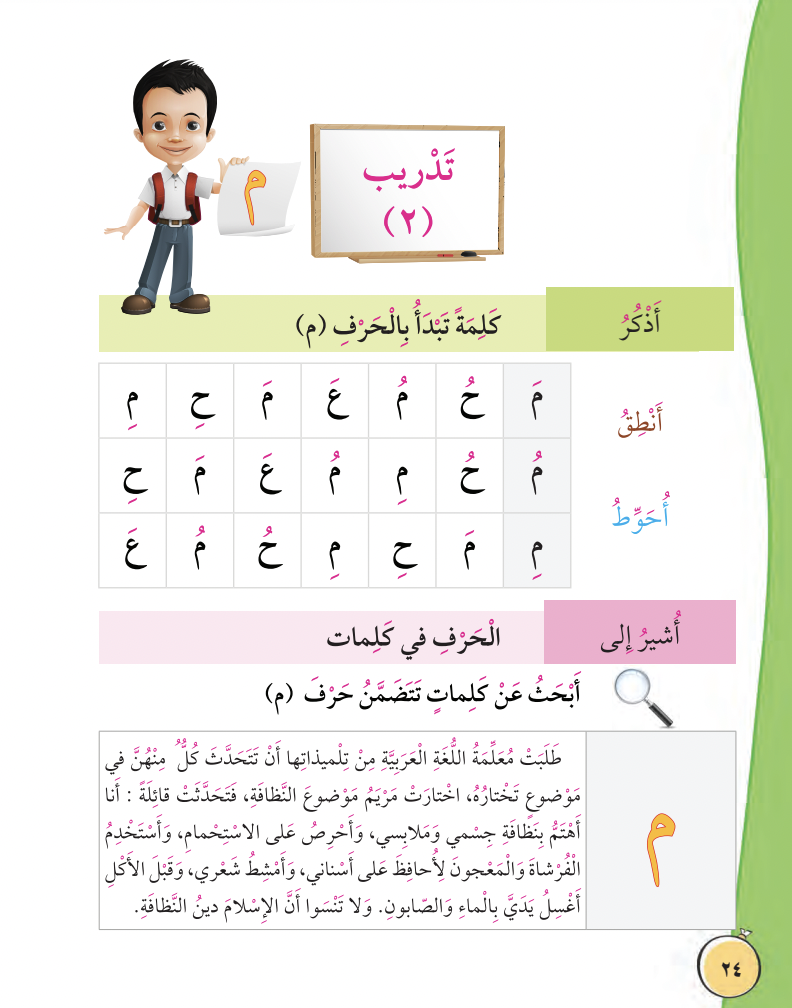 م
تَدْريب
(٢)
أَذْكُرُ
كَلِمَةً تَبْدَأُ بِالْحَرْفِ (م)
أَنْطِقُ
أُحَوِّطُ
مَ حُ مُ عَ مَ حِ مِ
مُ حُ مِ مُ عَ مَ حِ
مِ مَ حِ مِ حُ مُ عَ
أُشيرُ إِلى
الْحَرْفِ في كَلِمات
أَبْحَثُ عَنْ كَلِماتٍ تَتَضَمَّنُ حَرْفَ (م)
م
طَلَبَتْ مُعَلِّمَةُ اللُّغَةِ الْعَرَبِيَّةِ مِنْ تِلْميذاتِها أَنْ تَتَحَدَّثَ كُلٌّ مِنْهُنَّ في
مَوْضوعٍ تَخْتارُهُ، اخْتارَتْ مَرْيَمُ مَوْضوعَ النَّظافَةِ، فَتَحَدَّثَتْ قائِلَةً : أَنا
أَهْتَمُّ بِنَظافَةِ جِسْمي وَمَلابِسي، وَأَحْرِصُ عَلى الاسْتِحْمامِ، وَأَسْتَخْدِمُ
الْفُرْشاةَ وَالْمَعْجونَ لِأُحافِظَ عَلى أَسْناني، وَأَمْشِطُ شَعْري، وَقَبْلَ الأَكْلِ
أَغْسِلُ يَدَيَّ بِالْماءِ وَالصّابونِ. وَلا تَنْسَوا أَنَّ الإِسْلامَ دينُ النَّظافَةِ.
٢٤